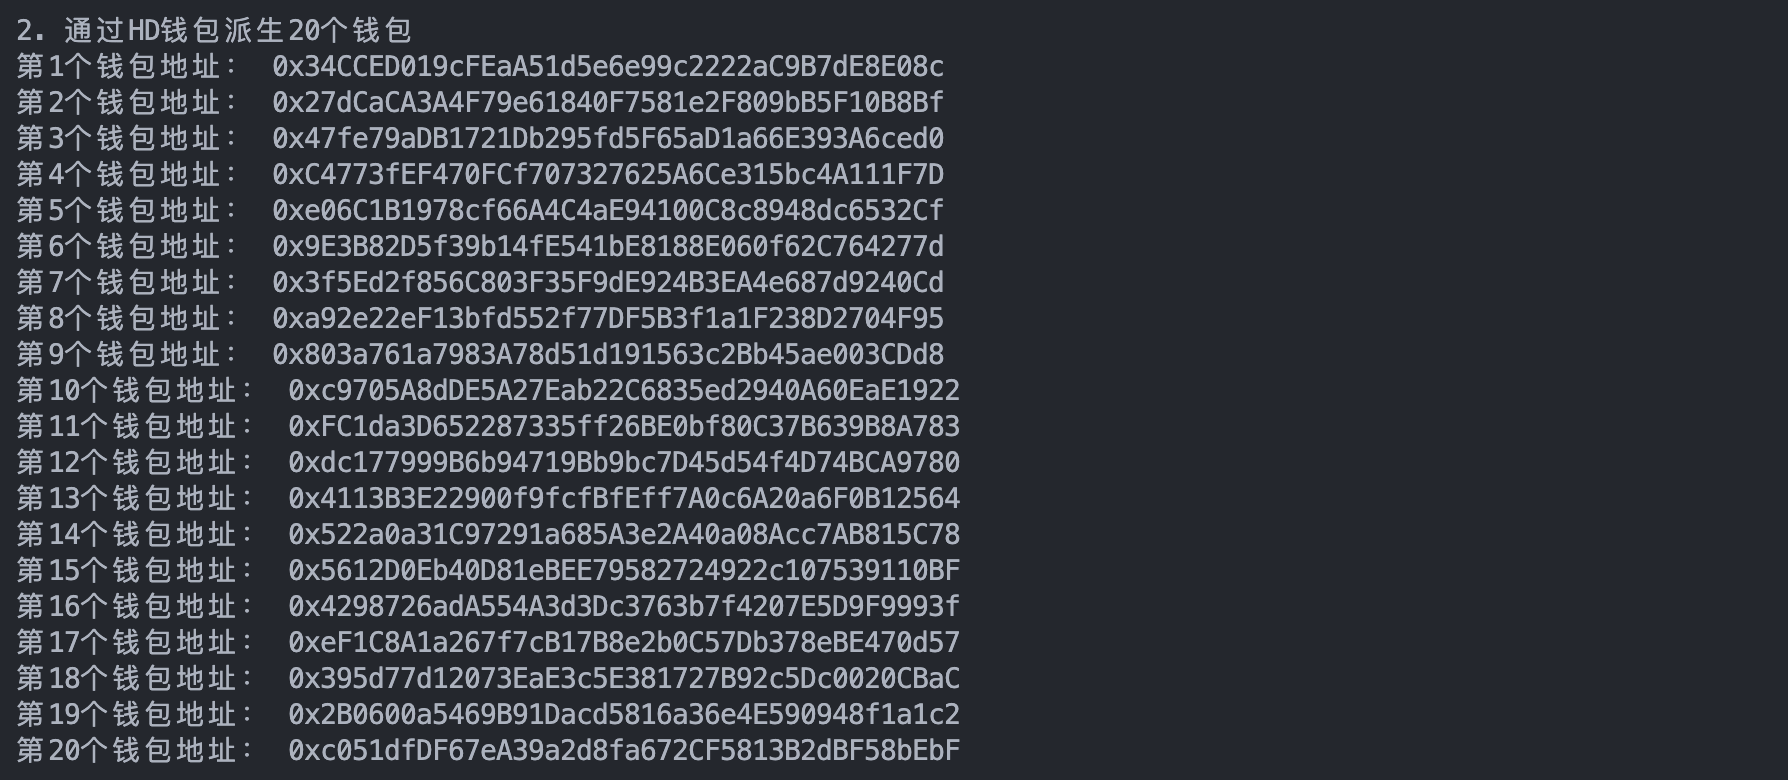 2. 通过HD钱包派生20个钱包
第1个钱包地址： 0x34CCED019cFEaA51d5e6e99c2222aC9B7dE8E08c
第2个钱包地址： 0x27dCaCA3A4F79e61840F7581e2F809bB5F10B8Bf
第3个钱包地址： 0x47fe79aDB1721Db295fd5F65aD1a66E393A6ced0
第4个钱包地址： 0xC4773fEF470FCf707327625A6Ce315bc4A111F7D
第5个钱包地址： 0xe06C1B1978cf66A4C4aE94100C8c8948dc6532Cf
第6个钱包地址： 0x9E3B82D5f39b14fE541bE8188E060f62C764277d
第7个钱包地址： 0x3f5Ed2f856C803F35F9dE924B3EA4e687d9240Cd
第8个钱包地址： 0xa92e22eF13bfd552f77DF5B3f1a1F238D2704F95
第9个钱包地址： 0x803a761a7983A78d51d191563c2Bb45ae003CDd8
第10个钱包地址： 0xc9705A8dDE5A27Eab22C6835ed2940A60EaE1922
第11个钱包地址： 0xFC1da3D652287335ff26BE0bf80C37B639B8A783
第12个钱包地址： 0xdc177999B6b94719Bb9bc7D45d54f4D74BCA9780
第13个钱包地址： 0x4113B3E22900f9fcfBfEff7A0c6A20a6F0B12564
第14个钱包地址： 0x522a0a31C97291a685A3e2A40a08Acc7AB815C78
第15个钱包地址： 0x5612D0Eb40D81eBEE79582724922c107539110BF
第16个钱包地址： 0x4298726adA554A3d3Dc3763b7f4207E5D9F9993f
第17个钱包地址： 0xeF1C8A1a267f7cB17B8e2b0C57Db378eBE470d57
第18个钱包地址： 0x395d77d12073EaE3c5E381727B92c5Dc0020CBaC
第19个钱包地址： 0x2B0600a5469B91Dacd5816a36e4E590948f1a1c2
第20个钱包地址： 0xc051dfDF67eA39a2d8fa672CF5813B2dBF58bEbF